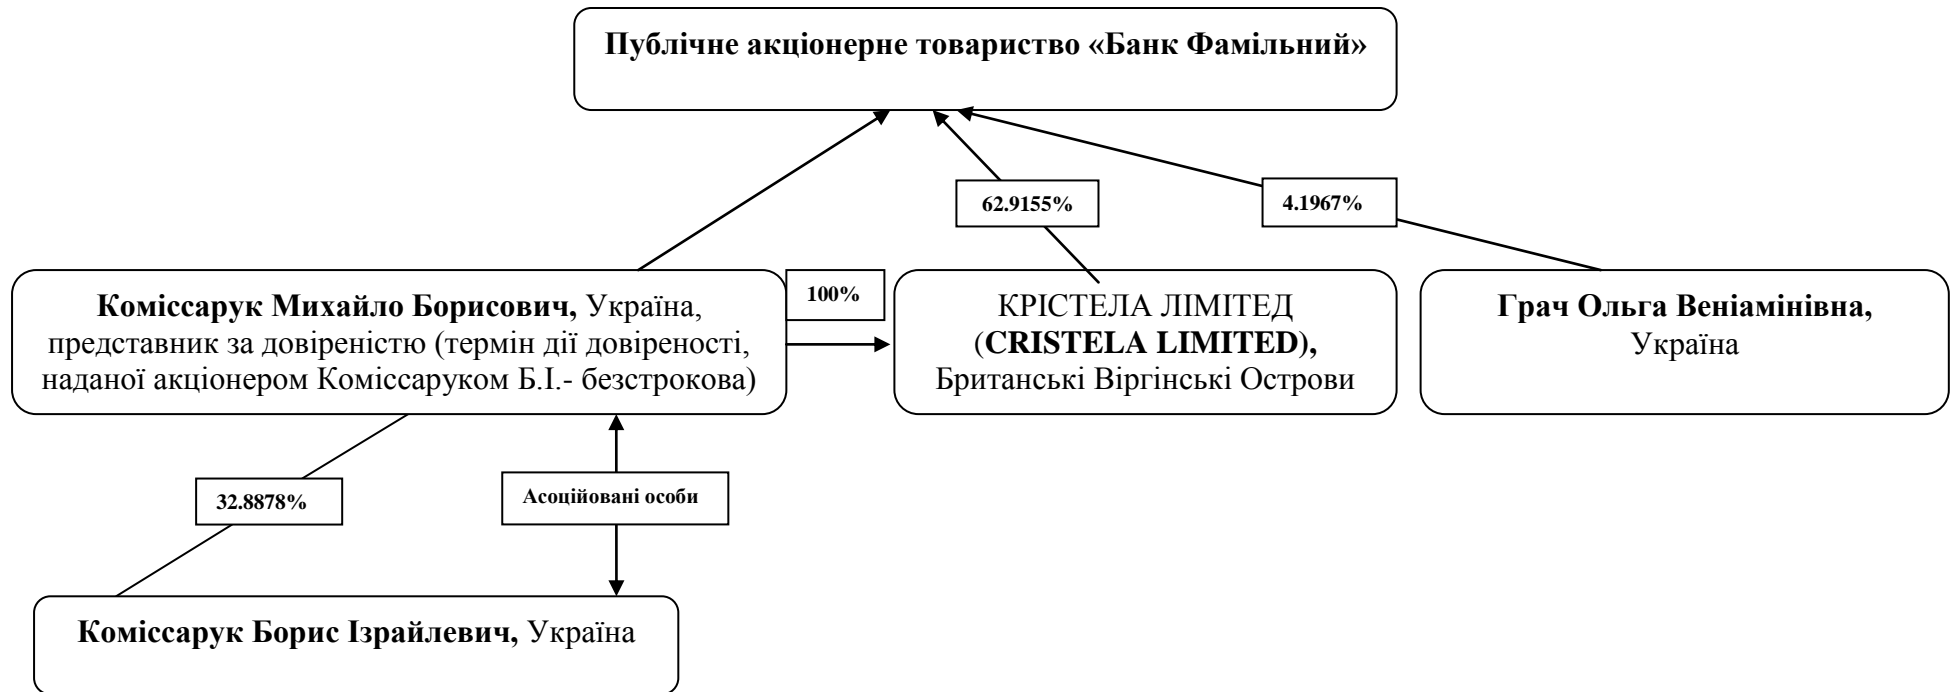 Публічне акціонерне товариство «Банк Фамільний»
62.9155%
4.1967%
Коміссарук Михайло Борисович, Україна,
представник за довіреністю (термін дії довіреності,
наданої акціонером Коміссаруком Б.І.- безстрокова)
100%
КРІСТЕЛА ЛІМІТЕД
(CRISTELA LIMITED),
Британські Віргінські Острови
Грач Ольга Веніамінівна,
Україна
32.8878%
Асоційовані особи
Коміссарук Борис Ізрайлевич, Україна